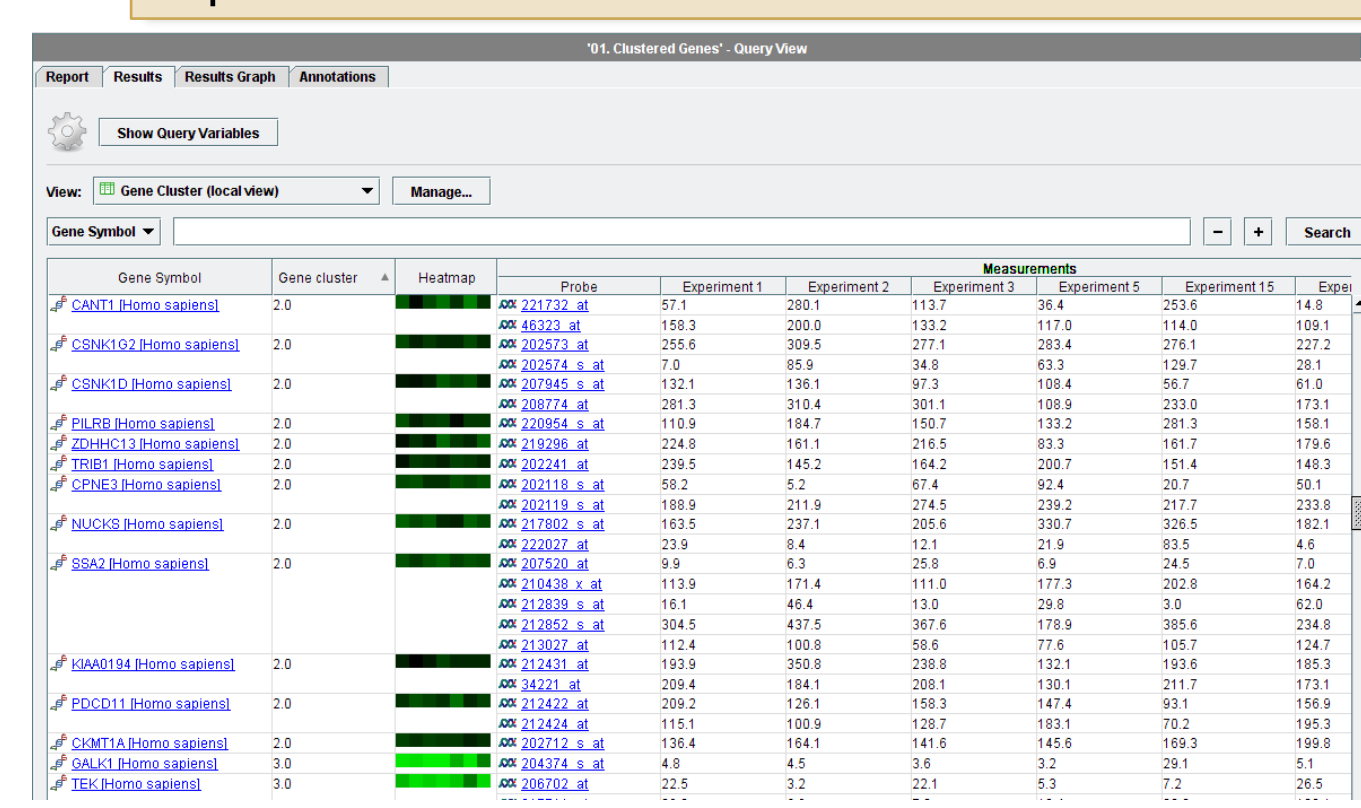 '01. Clustered Genes' - Query View
Report Results Results Graph Annotations
Show Query Variables
View: Gene Cluster (local view) Manage...
Gene Symbol - + Search
Measurements
Gene Symbol Gene cluster Heatmap Probe Experiment 1 Experiment 2 Experiment 3 Experiment 5 Experiment 15 Exper
CANT1 [Homo sapiens] 2.0 221732_at 57.1 280.1 113.7 36.4 253.6 14.8
46323_at 158.3 200.0 133.2 117.0 114.0 109.1
CSNK1G2 [Homo sapiens] 2.0 202573_at 255.6 309.5 277.1 283.4 276.1 227.2
202574_s_at 7.0 85.9 34.8 63.3 129.7 28.1
CSNK1D [Homo sapiens] 2.0 207945_s_at 132.1 136.1 97.3 108.4 56.7 61.0
208774_at 281.3 310.4 301.1 108.9 233.0 173.1
PILRB [Homo sapiens] 2.0 220954_s_at 110.9 184.7 150.7 133.2 281.3 158.1
ZDHHC13 [Homo sapiens] 2.0 219296_at 224.8 161.1 216.5 83.3 161.7 179.6
TRIB1 [Homo sapiens] 2.0 202241_at 239.5 145.2 164.2 200.7 151.4 148.3
CPNE3 [Homo sapiens] 2.0 202118_s_at 58.2 5.2 67.4 92.4 20.7 50.1
202119_s_at 188.9 211.9 274.5 239.2 217.7 233.8
NUCKS [Homo sapiens] 2.0 217802_s_at 163.5 237.1 205.6 330.7 326.5 182.1
222027_at 23.9 8.4 12.1 21.9 83.5 4.6
SSA2 [Homo sapiens] 2.0 207520_at 9.9 6.3 25.8 6.9 24.5 7.0
210438_x_at 113.9 171.4 111.0 177.3 202.8 164.2
212839_s_at 16.1 46.4 13.0 29.8 3.0 62.0
212852_s_at 304.5 437.5 367.6 178.9 385.6 234.8
213027_at 112.4 100.8 58.6 77.6 105.7 124.7
KIAA0194 [Homo sapiens] 2.0 212431_at 193.9 350.8 238.8 132.1 193.6 185.3
34221_at 209.4 184.1 208.1 130.1 211.7 173.1
PDCD11 [Homo sapiens] 2.0 212422_at 209.2 126.1 158.3 147.4 93.1 156.9
212424_at 115.1 100.9 128.7 183.1 70.2 195.3
CKMT1A [Homo sapiens] 2.0 202712_s_at 136.4 164.1 141.6 145.6 169.3 199.8
GALK1 [Homo sapiens] 3.0 204374_s_at 4.8 4.5 3.6 3.2 29.1 5.1
TEK [Homo sapiens] 3.0 206702_at 22.5 3.2 22.1 5.3 7.2 26.5